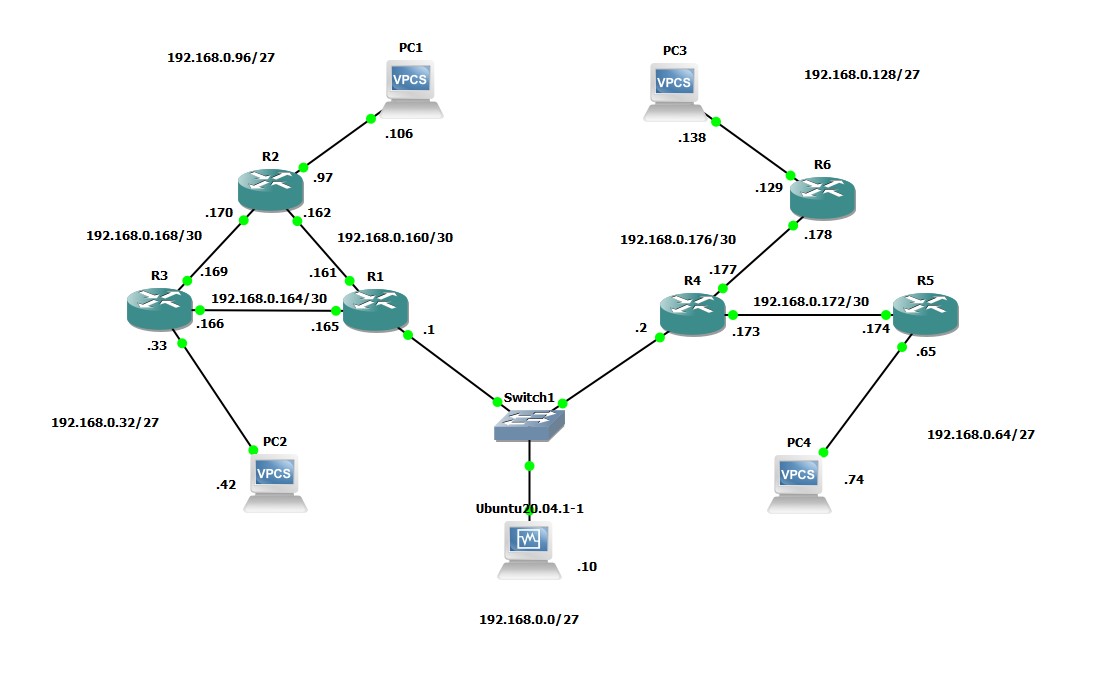 PC1
PC3
192.168.0.96/27
192.168.0.128/27
VPCS
VPCS
.106
.138
R2
R6
.97
.129
.170
.162
.178
192.168.0.168/30
192.168.0.160/30
192.168.0.176/30
.169
.161
.177
R3
R1
R4
R5
192.168.0.164/30
192.168.0.172/30
.166
.165
.1
.2
.173
.174
.33
.65
Switch1
192.168.0.32/27
192.168.0.64/27
PC2
PC4
VPCS
VPCS
.42
.74
Ubuntu20.04.1-1
.10
192.168.0.0/27